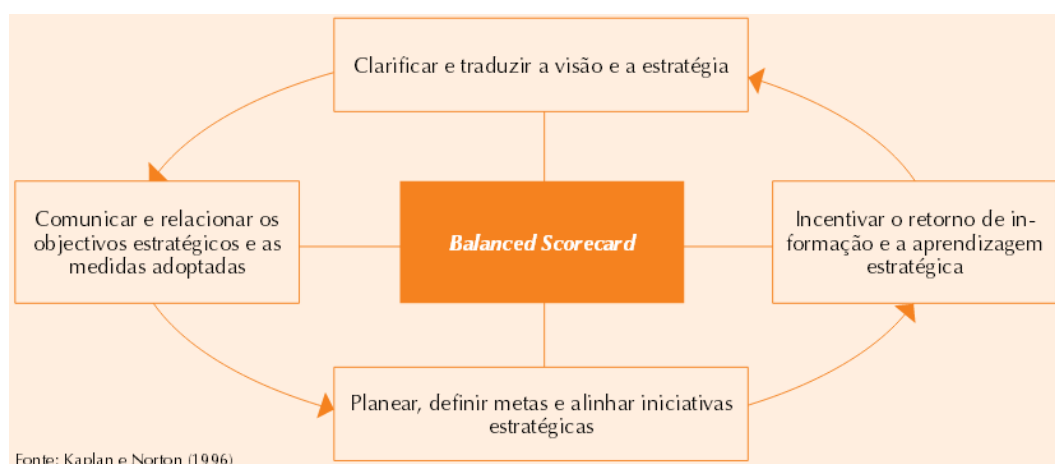 Clarificar e traduzir a visão e a estratégia
Comunicar e relacionar os
objectivos estratégicos e as
medidas adoptadas
Balanced Scorecard
Incentivar o retorno de in-
formação e a aprendizagem
estratégica
Planear, definir metas e alinhar iniciativas
estratégicas
Fonte: Kaplan e Norton (1996)